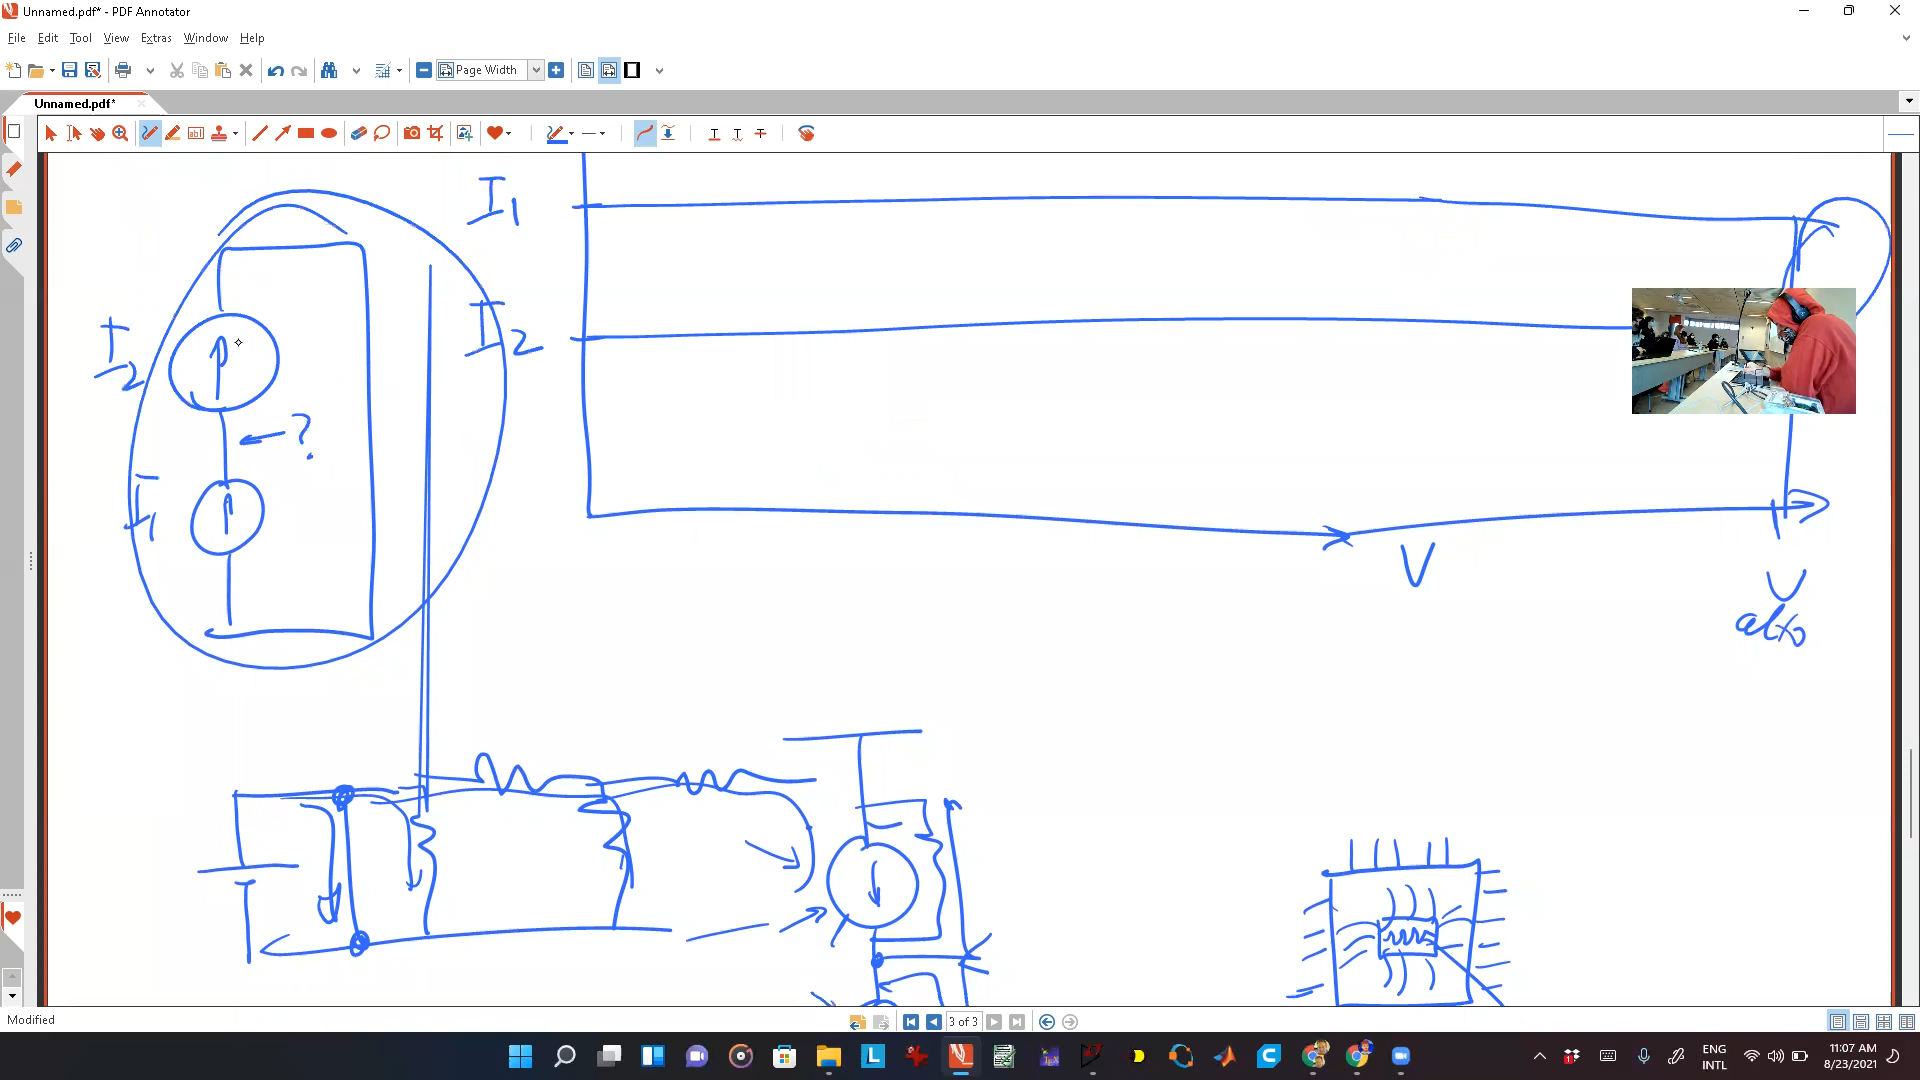 Unnamed.pdf* - PDF Annotator
File Edit Tool View Extras Window Help
Page Width
Unnamed.pdf*
I1
I2
I2
?
I1
V
V
alto
Modified
3 of 3
ENG
INTL
11:07 AM
8/23/2021